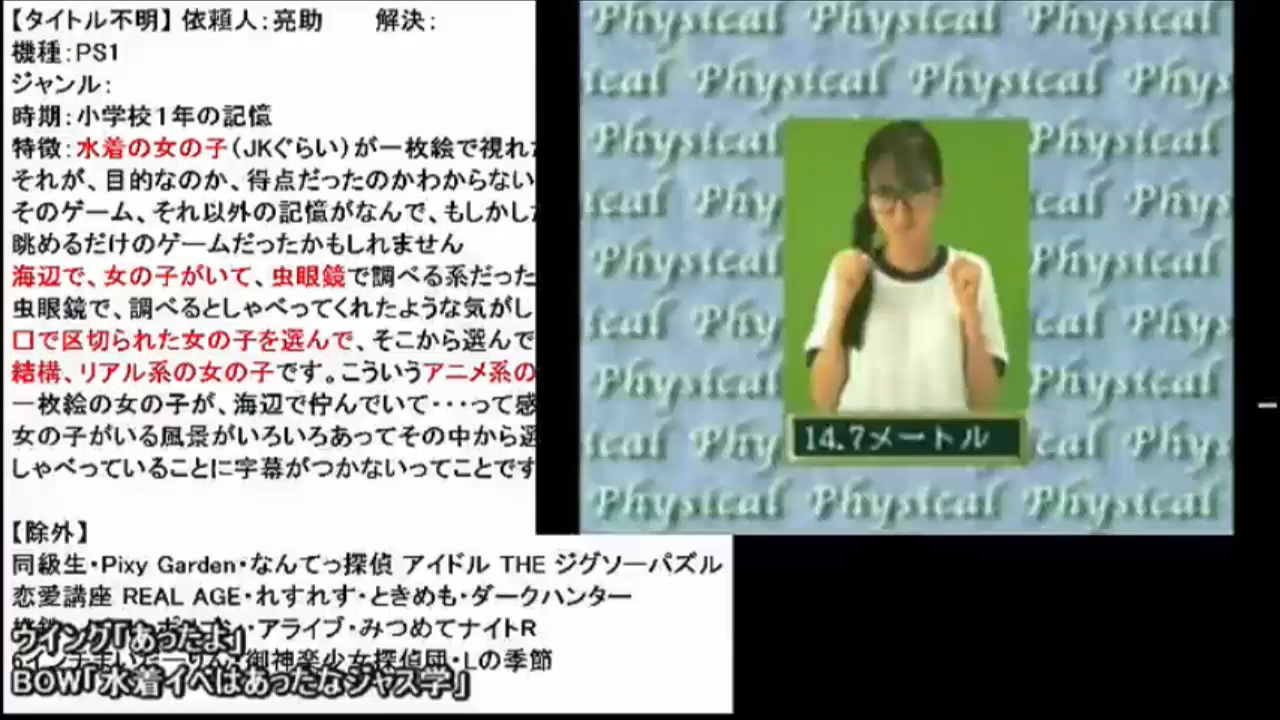 【タイトル不明】依頼人：亮助　　解決：
機種：PS1
ジャンル：
時期：小学校1年の記憶
特徴：水着の女の子（JKぐらい）が一枚絵で視れ
それが、目的なのか、得点だったのかわからない
そのゲーム、それ以外の記憶がなんで、もしかし
眺めるだけのゲームだったかもしれません
海辺で、女の子がいて、虫眼鏡で調べる系だった
虫眼鏡で、調べるとしゃべってくれたような気がし
口で区切られた女の子を選んで、そこから選んで
結構、リアル系の女の子です。こういうアニメ系の
一枚絵の女の子が、海辺で佇んでいて・・・って感
女の子がいる風景がいろいろあってその中から選
しゃべっていることに字幕がつかないってことです
【除外】
同級生・Pixy Garden・なんてっ探偵 アイドル THE ジグソーパズル
恋愛講座 REAL AGE・れすれす・ときめも・ダークハンター
・アライブ・みつめてナイトR
ウイング「あったよ」
御神楽少女探偵団・Lの季節
BOW「水着イベはあったなジャス学」
Physical Physical Physical
ical Physical Physical Phys
Physical
Physical
ical Phys
ical Phys
Physical
Physical
ical Phys
ical Phys
Physical
Physical
ical Phys
ical Phys
Physical
Physical
ical Phys
ical Phys
Physical Physical Physical
14.7メートル